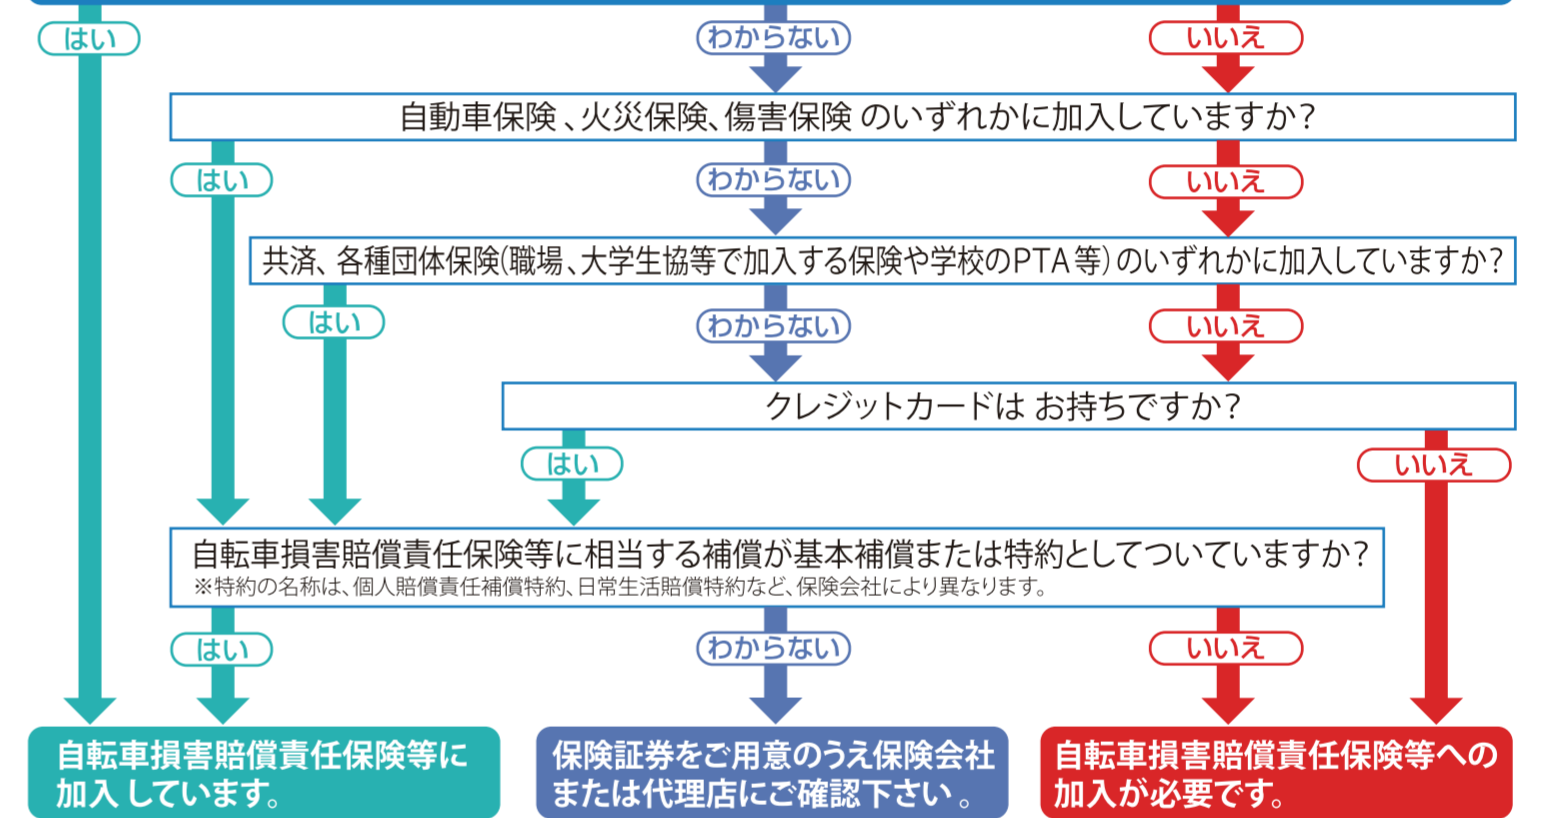 はい
わからない
いいえ
自動車保険、火災保険、傷害保険 のいずれかに加入していますか？
はい
わからない
いいえ
共済、各種団体保険(職場、大学生協等で加入する保険や学校のPTA等)のいずれかに加入していますか？
はい
わからない
いいえ
クレジットカードは お持ちですか？
はい
いいえ
自転車損害賠償責任保険等に相当する補償が基本補償または特約としてついていますか？
※特約の名称は、個人賠償責任補償特約、日常生活賠償特約など、保険会社により異なります。
はい
わからない
いいえ
自転車損害賠償責任保険等に
加入しています。
保険証券をご用意のうえ保険会社
または代理店にご確認下さい。
自転車損害賠償責任保険等への
加入が必要です。